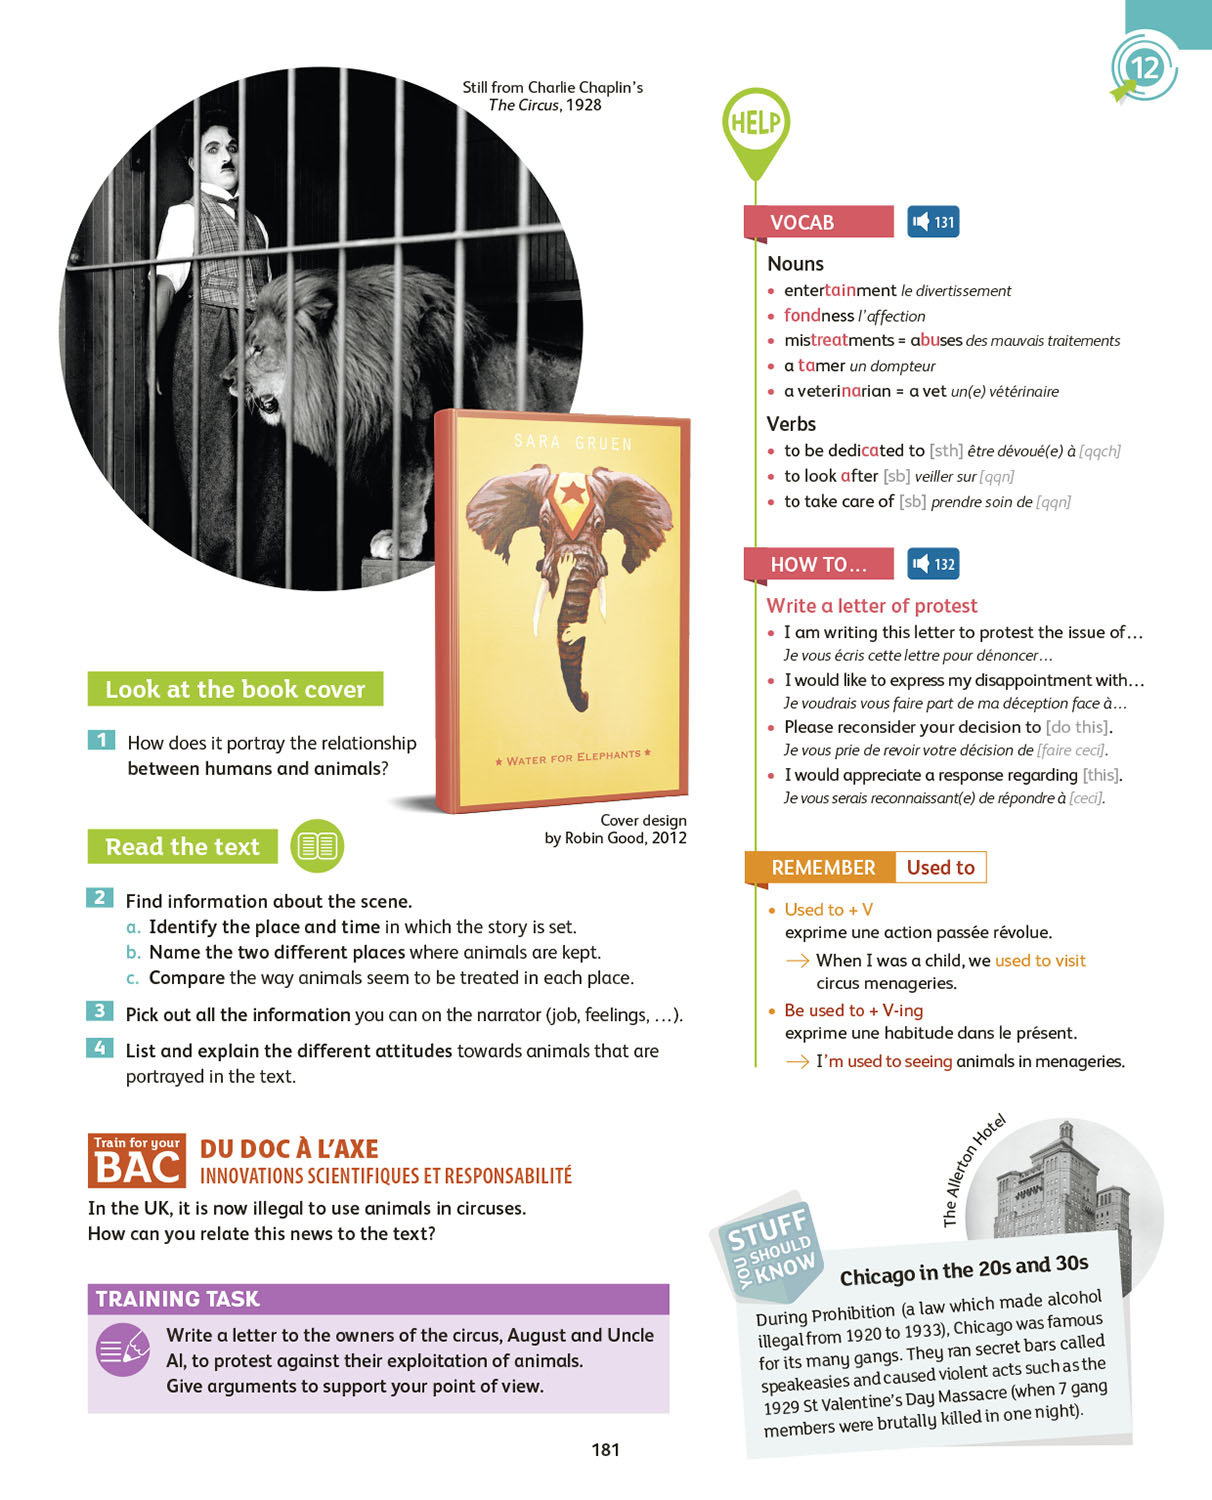 12
Still from Charlie Chaplin's
The Circus, 1928
SARA GRUEN
★ WATER FOR ELEPHANTS ★
Cover design
by Robin Good, 2012
Look at the book cover
1 How does it portray the relationship
between humans and animals?
Read the text
2 Find information about the scene.
a. Identify the place and time in which the story is set.
b. Name the two different places where animals are kept.
c. Compare the way animals seem to be treated in each place.
3 Pick out all the information you can on the narrator (job, feelings, …).
4 List and explain the different attitudes towards animals that are
portrayed in the text.
Train for your
BAC
DU DOC À L'AXE
INNOVATIONS SCIENTIFIQUES ET RESPONSABILITÉ
In the UK, it is now illegal to use animals in circuses.
How can you relate this news to the text?
TRAINING TASK
Write a letter to the owners of the circus, August and Uncle
Al, to protest against their exploitation of animals.
Give arguments to support your point of view.
HELP
VOCAB 131
Nouns
• entertainment le divertissement
• fondness l'affection
• mistreatments = abuses des mauvais traitements
• a tamer un dompteur
• a veterinarian = a vet un(e) vétérinaire
Verbs
• to be dedicated to [sth] être dévoué(e) à [qqch]
• to look after [sb] veiller sur [qqn]
• to take care of [sb] prendre soin de [qqn]
HOW TO… 132
Write a letter of protest
• I am writing this letter to protest the issue of…
Je vous écris cette lettre pour dénoncer…
• I would like to express my disappointment with…
Je voudrais vous faire part de ma déception face à…
• Please reconsider your decision to [do this].
Je vous prie de revoir votre décision de [faire ceci].
• I would appreciate a response regarding [this].
Je vous serais reconnaissant(e) de répondre à [ceci].
REMEMBER Used to
• Used to + V
exprime une action passée révolue.
→ When I was a child, we used to visit
circus menageries.
• Be used to + V-ing
exprime une habitude dans le présent.
→ I'm used to seeing animals in menageries.
The Allerton Hotel
STUFF
YOU SHOULD
KNOW
Chicago in the 20s and 30s
During Prohibition (a law which made alcohol
illegal from 1920 to 1933), Chicago was famous
for its many gangs. They ran secret bars called
speakeasies and caused violent acts such as the
1929 St Valentine's Day Massacre (when 7 gang
members were brutally killed in one night).
181